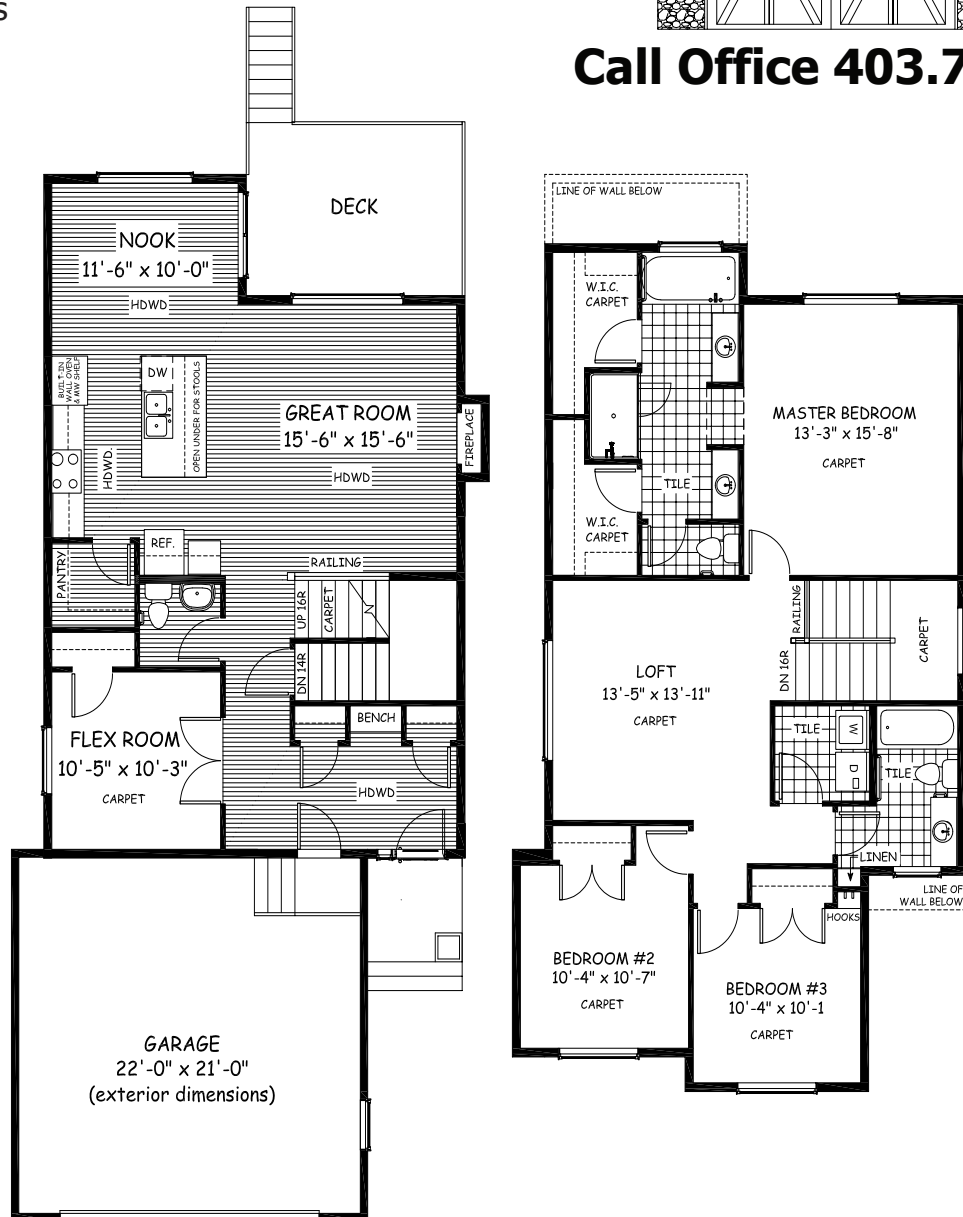 s
Call Office 403.7
DECK
NOOK
11'-6" x 10'-0"
HDWD
BUILT-IN
WALL OVEN
& MW SHELF
DW
OPEN UNDER FOR STOOLS
GREAT ROOM
15'-6" x 15'-6"
HDWD
FIREPLACE
HDWD.
REF.
PANTRY
RAILING
UP 16R
CARPET
DN 14R
BENCH
FLEX ROOM
10'-5" x 10'-3"
CARPET
HDWD
GARAGE
22'-0" x 21'-0"
(exterior dimensions)
LINE OF WALL BELOW
W.I.C.
CARPET
MASTER BEDROOM
13'-3" x 15'-8"
CARPET
TILE
W.I.C.
CARPET
RAILING
CARPET
DN 16R
LOFT
13'-5" x 13'-11"
CARPET
TILE
W
D
TILE
LINEN
LINE OF
WALL BELOW
HOOKS
BEDROOM #2
10'-4" x 10'-7"
CARPET
BEDROOM #3
10'-4" x 10'-1
CARPET